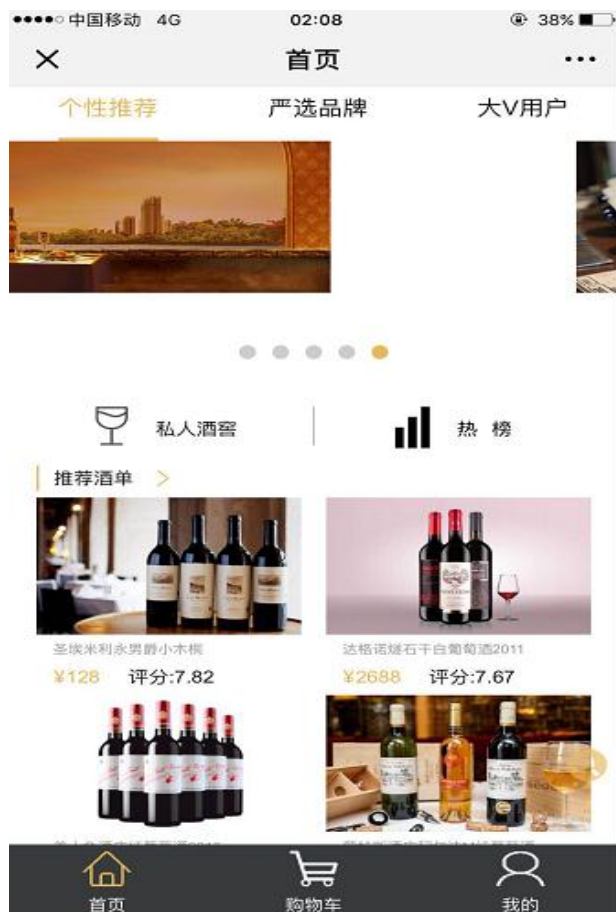 中国移动 4G 02:08 38%
首页
个性推荐 严选品牌 大V用户
私人酒窖 热 榜
推荐酒单 >
圣埃米利永男爵小木桐 达格诺燧石干白葡萄酒2011
¥128 评分:7.82 ¥2688 评分:7.67
首页 购物车 我的